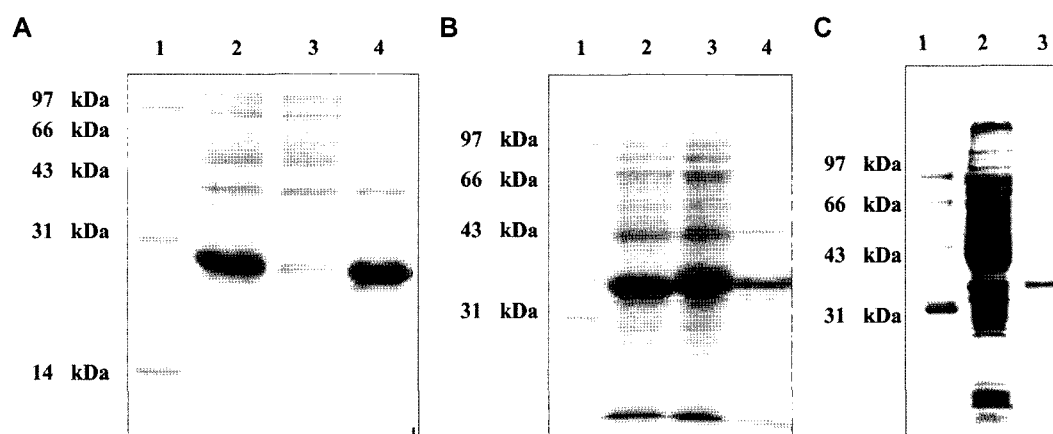 A
1 2 3 4
97 kDa
66 kDa
43 kDa
31 kDa
14 kDa
B
1 2 3 4
97 kDa
66 kDa
43 kDa
31 kDa
C
1 2 3
97 kDa
66 kDa
43 kDa
31 kDa